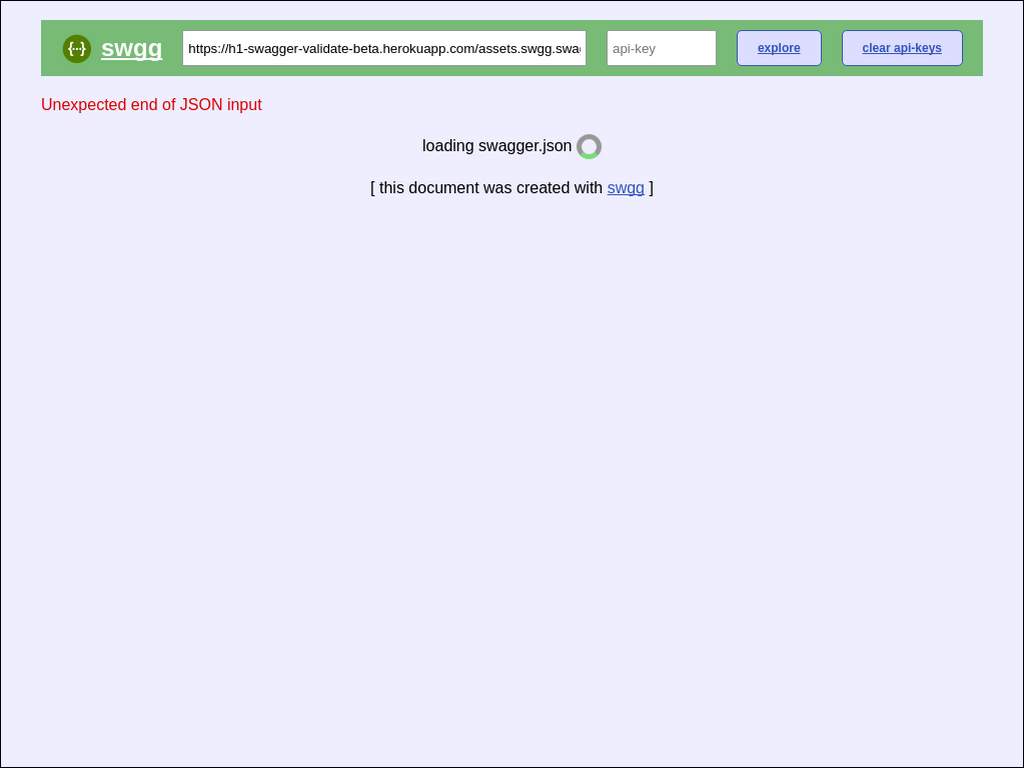 {···} swgg https://h1-swagger-validate-beta.herokuapp.com/assets.swgg.swa api-key explore clear api-keys
Unexpected end of JSON input
loading swagger.json
[ this document was created with swgg ]